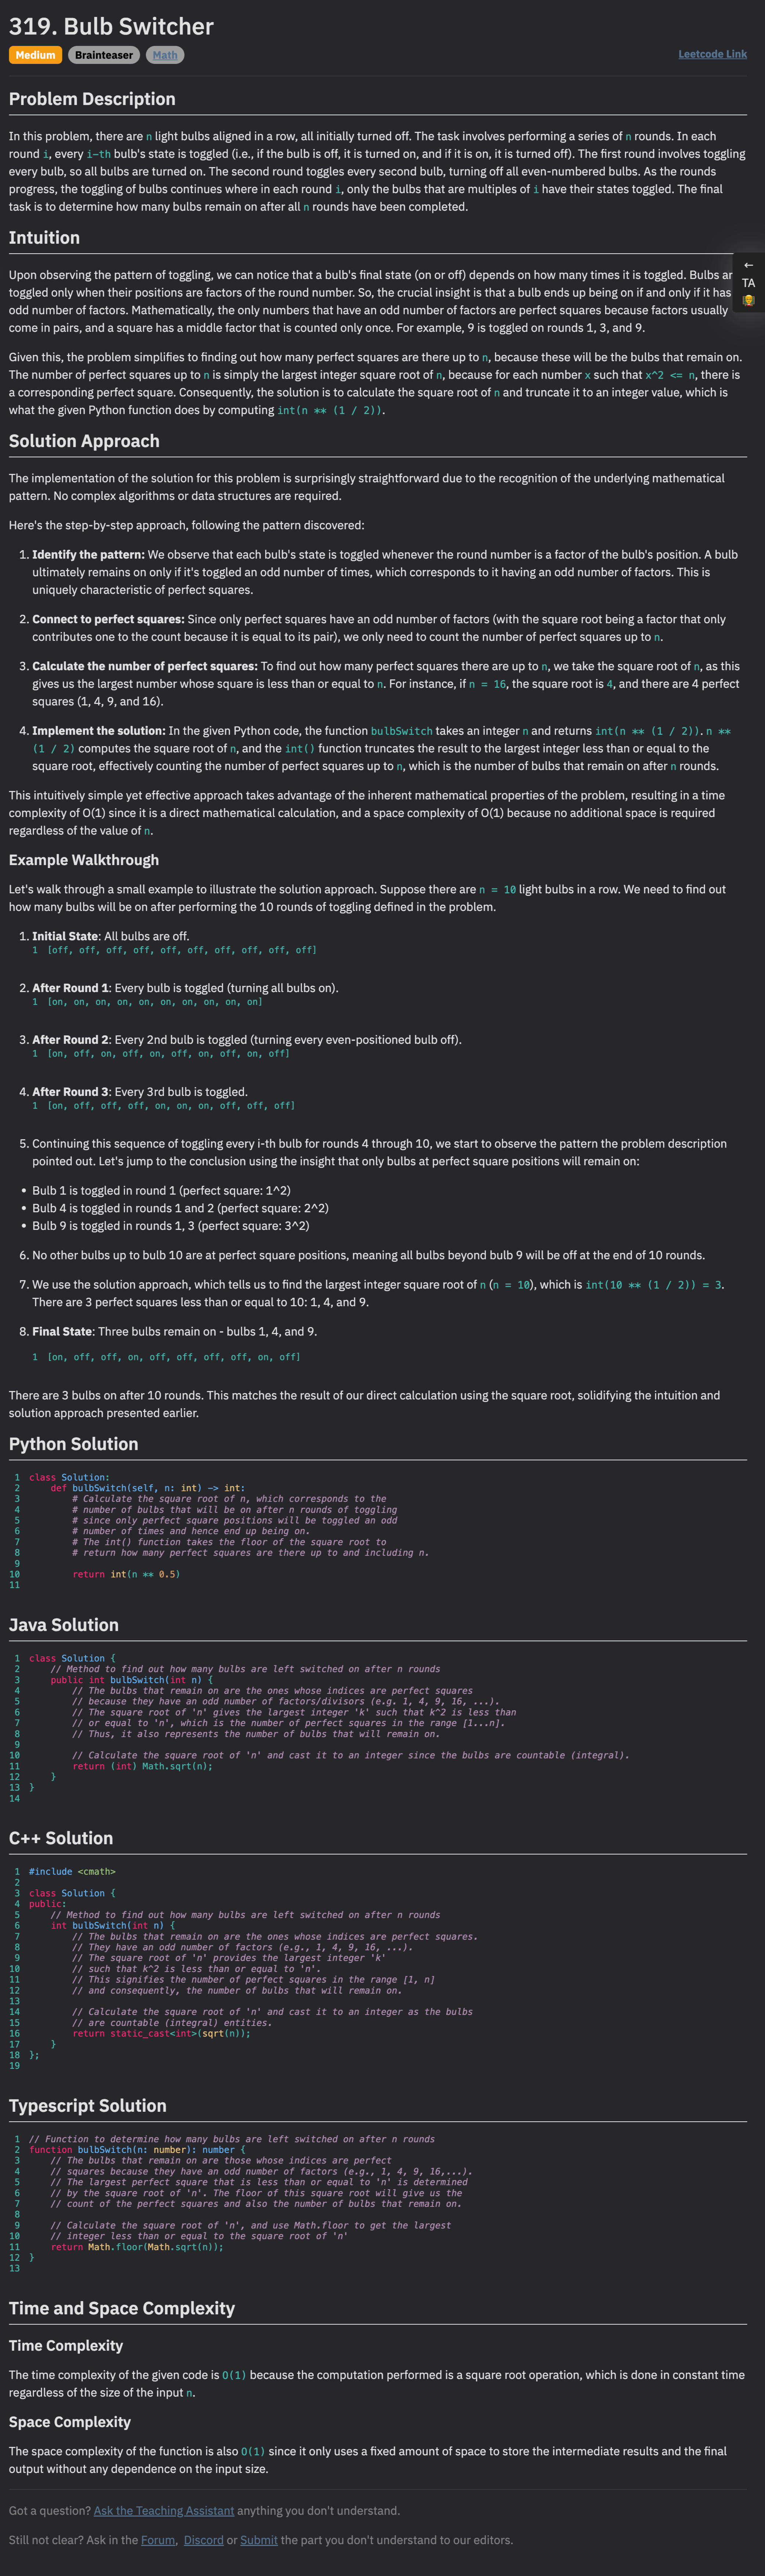 319. Bulb Switcher
Medium Brainteaser Math Leetcode Link
Problem Description
In this problem, there are n light bulbs aligned in a row, all initially turned off. The task involves performing a series of n rounds. In each
round i, every i-th bulb's state is toggled (i.e., if the bulb is off, it is turned on, and if it is on, it is turned off). The first round involves toggling
every bulb, so all bulbs are turned on. The second round toggles every second bulb, turning off all even-numbered bulbs. As the rounds
progress, the toggling of bulbs continues where in each round i, only the bulbs that are multiples of i have their states toggled. The final
task is to determine how many bulbs remain on after all n rounds have been completed.
Intuition
←
TA
Upon observing the pattern of toggling, we can notice that a bulb's final state (on or off) depends on how many times it is toggled. Bulbs ar
toggled only when their positions are factors of the round number. So, the crucial insight is that a bulb ends up being on if and only if it has
odd number of factors. Mathematically, the only numbers that have an odd number of factors are perfect squares because factors usually
come in pairs, and a square has a middle factor that is counted only once. For example, 9 is toggled on rounds 1, 3, and 9.
Given this, the problem simplifies to finding out how many perfect squares are there up to n, because these will be the bulbs that remain on.
The number of perfect squares up to n is simply the largest integer square root of n, because for each number x such that x^2 <= n, there is
a corresponding perfect square. Consequently, the solution is to calculate the square root of n and truncate it to an integer value, which is
what the given Python function does by computing int(n ** (1 / 2)).
Solution Approach
The implementation of the solution for this problem is surprisingly straightforward due to the recognition of the underlying mathematical
pattern. No complex algorithms or data structures are required.
Here's the step-by-step approach, following the pattern discovered:
1. Identify the pattern: We observe that each bulb's state is toggled whenever the round number is a factor of the bulb's position. A bulb
ultimately remains on only if it's toggled an odd number of times, which corresponds to it having an odd number of factors. This is
uniquely characteristic of perfect squares.
2. Connect to perfect squares: Since only perfect squares have an odd number of factors (with the square root being a factor that only
contributes one to the count because it is equal to its pair), we only need to count the number of perfect squares up to n.
3. Calculate the number of perfect squares: To find out how many perfect squares there are up to n, we take the square root of n, as this
gives us the largest number whose square is less than or equal to n. For instance, if n = 16, the square root is 4, and there are 4 perfect
squares (1, 4, 9, and 16).
4. Implement the solution: In the given Python code, the function bulbSwitch takes an integer n and returns int(n ** (1 / 2)). n **
(1 / 2) computes the square root of n, and the int() function truncates the result to the largest integer less than or equal to the
square root, effectively counting the number of perfect squares up to n, which is the number of bulbs that remain on after n rounds.
This intuitively simple yet effective approach takes advantage of the inherent mathematical properties of the problem, resulting in a time
complexity of O(1) since it is a direct mathematical calculation, and a space complexity of O(1) because no additional space is required
regardless of the value of n.
Example Walkthrough
Let's walk through a small example to illustrate the solution approach. Suppose there are n = 10 light bulbs in a row. We need to find out
how many bulbs will be on after performing the 10 rounds of toggling defined in the problem.
1. Initial State: All bulbs are off.
1 [off, off, off, off, off, off, off, off, off, off]
2. After Round 1: Every bulb is toggled (turning all bulbs on).
1 [on, on, on, on, on, on, on, on, on, on]
3. After Round 2: Every 2nd bulb is toggled (turning every even-positioned bulb off).
1 [on, off, on, off, on, off, on, off, on, off]
4. After Round 3: Every 3rd bulb is toggled.
1 [on, off, off, off, on, on, on, off, off, off]
5. Continuing this sequence of toggling every i-th bulb for rounds 4 through 10, we start to observe the pattern the problem description
pointed out. Let's jump to the conclusion using the insight that only bulbs at perfect square positions will remain on:
• Bulb 1 is toggled in round 1 (perfect square: 1^2)
• Bulb 4 is toggled in rounds 1 and 2 (perfect square: 2^2)
• Bulb 9 is toggled in rounds 1, 3 (perfect square: 3^2)
6. No other bulbs up to bulb 10 are at perfect square positions, meaning all bulbs beyond bulb 9 will be off at the end of 10 rounds.
7. We use the solution approach, which tells us to find the largest integer square root of n (n = 10), which is int(10 ** (1 / 2)) = 3.
There are 3 perfect squares less than or equal to 10: 1, 4, and 9.
8. Final State: Three bulbs remain on - bulbs 1, 4, and 9.
1 [on, off, off, on, off, off, off, off, on, off]
There are 3 bulbs on after 10 rounds. This matches the result of our direct calculation using the square root, solidifying the intuition and
solution approach presented earlier.
Python Solution
1 class Solution:
2     def bulbSwitch(self, n: int) -> int:
3         # Calculate the square root of n, which corresponds to the
4         # number of bulbs that will be on after n rounds of toggling
5         # since only perfect square positions will be toggled an odd
6         # number of times and hence end up being on.
7         # The int() function takes the floor of the square root to
8         # return how many perfect squares are there up to and including n.
9
10         return int(n ** 0.5)
11
Java Solution
1 class Solution {
2     // Method to find out how many bulbs are left switched on after n rounds
3     public int bulbSwitch(int n) {
4         // The bulbs that remain on are the ones whose indices are perfect squares
5         // because they have an odd number of factors/divisors (e.g. 1, 4, 9, 16, ...).
6         // The square root of 'n' gives the largest integer 'k' such that k^2 is less than
7         // or equal to 'n', which is the number of perfect squares in the range [1...n].
8         // Thus, it also represents the number of bulbs that will remain on.
9
10         // Calculate the square root of 'n' and cast it to an integer since the bulbs are countable (integral).
11         return (int) Math.sqrt(n);
12     }
13 }
14
C++ Solution
1 #include <cmath>
2
3 class Solution {
4 public:
5     // Method to find out how many bulbs are left switched on after n rounds
6     int bulbSwitch(int n) {
7         // The bulbs that remain on are the ones whose indices are perfect squares.
8         // They have an odd number of factors (e.g., 1, 4, 9, 16, ...).
9         // The square root of 'n' provides the largest integer 'k'
10         // such that k^2 is less than or equal to 'n'.
11         // This signifies the number of perfect squares in the range [1, n]
12         // and consequently, the number of bulbs that will remain on.
13
14         // Calculate the square root of 'n' and cast it to an integer as the bulbs
15         // are countable (integral) entities.
16         return static_cast<int>(sqrt(n));
17     }
18 };
19
Typescript Solution
1 // Function to determine how many bulbs are left switched on after n rounds
2 function bulbSwitch(n: number): number {
3     // The bulbs that remain on are those whose indices are perfect
4     // squares because they have an odd number of factors (e.g., 1, 4, 9, 16,...).
5     // The largest perfect square that is less than or equal to 'n' is determined
6     // by the square root of 'n'. The floor of this square root will give us the
7     // count of the perfect squares and also the number of bulbs that remain on.
8
9     // Calculate the square root of 'n', and use Math.floor to get the largest
10     // integer less than or equal to the square root of 'n'
11     return Math.floor(Math.sqrt(n));
12 }
13
Time and Space Complexity
Time Complexity
The time complexity of the given code is O(1) because the computation performed is a square root operation, which is done in constant time
regardless of the size of the input n.
Space Complexity
The space complexity of the function is also O(1) since it only uses a fixed amount of space to store the intermediate results and the final
output without any dependence on the input size.
Got a question? Ask the Teaching Assistant anything you don't understand.
Still not clear? Ask in the Forum, Discord or Submit the part you don't understand to our editors.